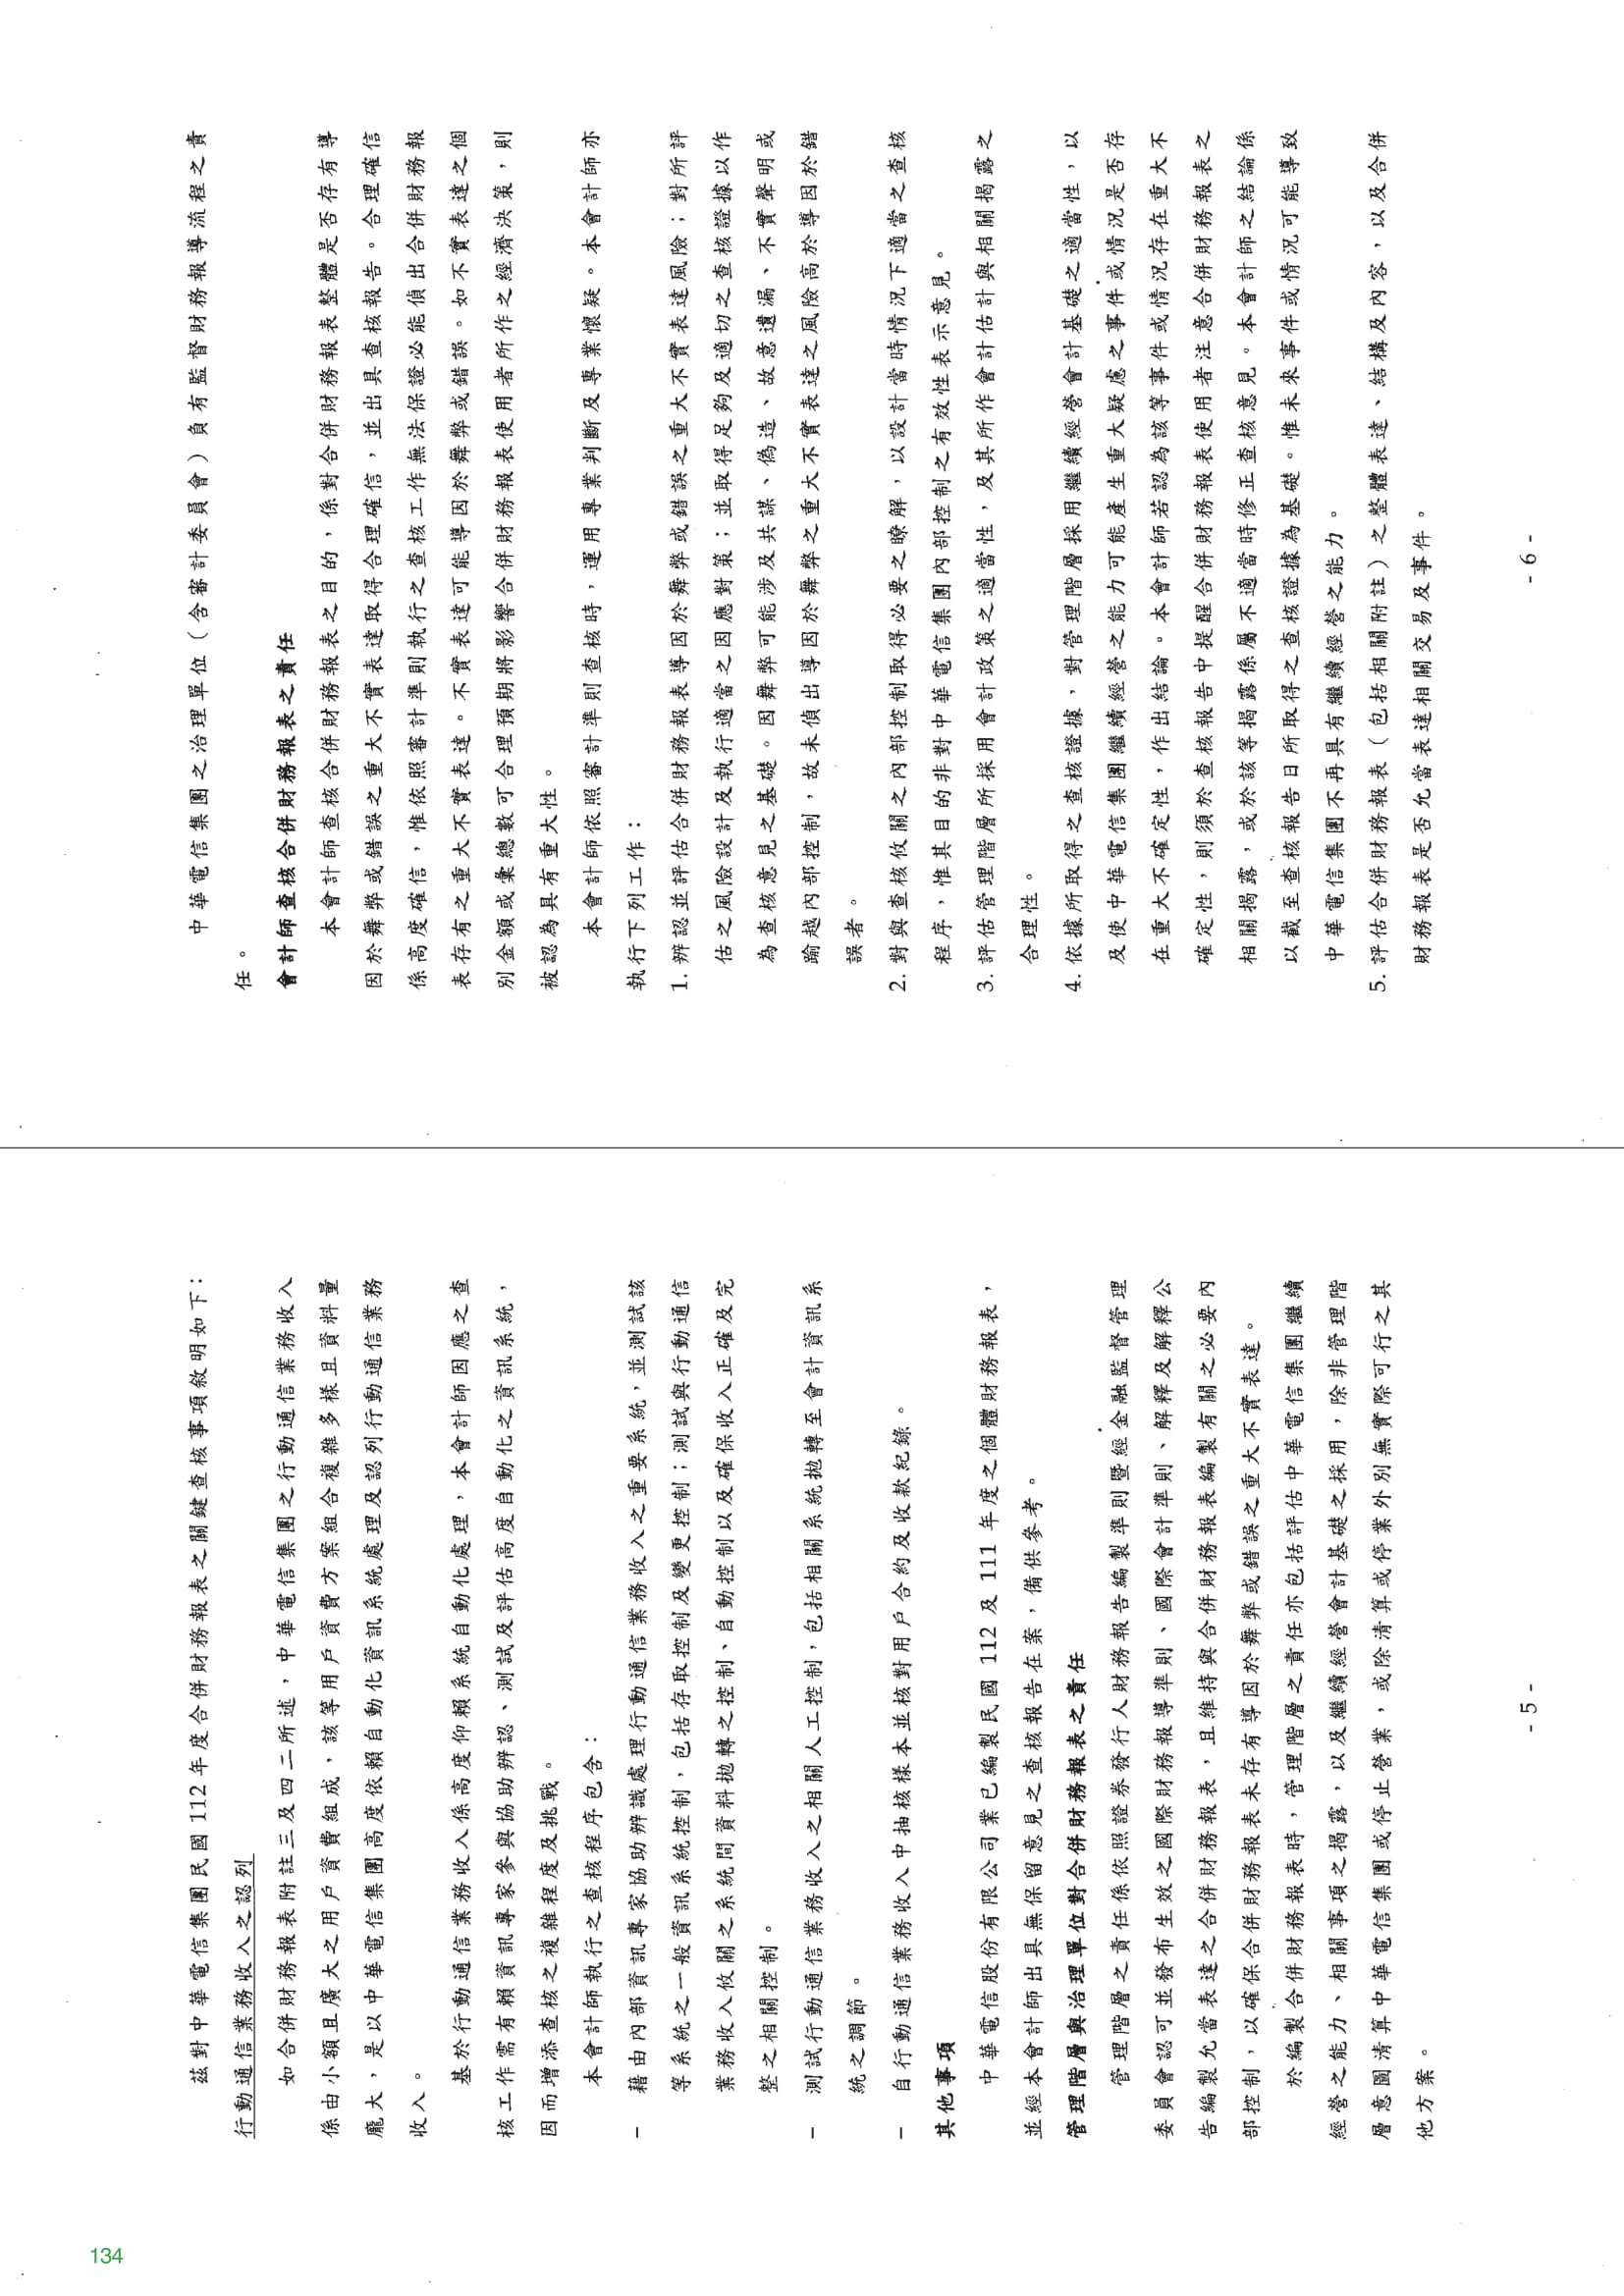 茲對中華電信集團民國 112 年度合併財務報表之關鍵查核事項敘明如下：
行動通信業務收入之認列
如合併財務報表附註三及四二所述，中華電信集團之行動通信業務收入
係由小額且廣大之用戶資費組成，該等用戶資費方案組合複雜多樣且資料量
龐大，是以中華電信集團高度依賴自動化資訊系統處理及認列行動通信業務
收入。
基於行動通信業務收入係高度仰賴系統自動化處理，本會計師因應之查
核工作需有賴資訊專家參與協助辨認、測試及評估高度自動化之資訊系統，
因而增添查核之複雜程度及挑戰。
本會計師執行之查核程序包含：
－ 藉由內部資訊專家協助辨識處理行動通信業務收入之重要系統，並測試該
等系統之一般資訊系統控制，包括存取控制及變更控制；測試與行動通信
業務收入攸關之系統間資料拋轉之控制、自動控制以及確保收入正確及完
整之相關控制。
－ 測試行動通信業務收入之相關人工控制，包括相關系統拋轉至會計資訊系
統之調節。
－ 自行動通信業務收入中抽核樣本並核對用戶合約及收款紀錄。
其他事項
中華電信股份有限公司業已編製民國 112 及 111 年度之個體財務報表，
並經本會計師出具無保留意見之查核報告在案，備供參考。
管理階層與治理單位對合併財務報表之責任
管理階層之責任係依照證券發行人財務報告編製準則暨經金融監督管理
委員會認可並發布生效之國際財務報導準則、國際會計準則、解釋及解釋公
告編製允當表達之合併財務報表，且維持與合併財務報表編製有關之必要內
部控制，以確保合併財務報表未存有導因於舞弊或錯誤之重大不實表達。
於編製合併財務報表時，管理階層之責任亦包括評估中華電信集團繼續
經營之能力、相關事項之揭露，以及繼續經營會計基礎之採用，除非管理階
層意圖清算中華電信集團或停止營業，或除清算或停業外別無實際可行之其
他方案。
- 5 -
中華電信集團之治理單位（含審計委員會）負有監督財務報導流程之責
任。
會計師查核合併財務報表之責任
本會計師查核合併財務報表之目的，係對合併財務報表整體是否存有導
因於舞弊或錯誤之重大不實表達取得合理確信，並出具查核報告。合理確信
係高度確信，惟依照審計準則執行之查核工作無法保證必能偵出合併財務報
表存有之重大不實表達。不實表達可能導因於舞弊或錯誤。如不實表達之個
別金額或彙總數可合理預期將影響合併財務報表使用者所作之經濟決策，則
被認為具有重大性。
本會計師依照審計準則查核時，運用專業判斷及專業懷疑。本會計師亦
執行下列工作：
1. 辨認並評估合併財務報表導因於舞弊或錯誤之重大不實表達風險；對所評
估之風險設計及執行適當之因應對策；並取得足夠及適切之查核證據以作
為查核意見之基礎。因舞弊可能涉及共謀、偽造、故意遺漏、不實聲明或
踰越內部控制，故未偵出導因於舞弊之重大不實表達之風險高於導因於錯
誤者。
2. 對與查核攸關之內部控制取得必要之瞭解，以設計當時情況下適當之查核
程序，惟其目的非對中華電信集團內部控制之有效性表示意見。
3. 評估管理階層所採用會計政策之適當性，及其所作會計估計與相關揭露之
合理性。
4. 依據所取得之查核證據，對管理階層採用繼續經營會計基礎之適當性，以
及使中華電信集團繼續經營之能力可能產生重大疑慮之事件或情況是否存
在重大不確定性，作出結論。本會計師若認為該等事件或情況存在重大不
確定性，則須於查核報告中提醒合併財務報表使用者注意合併財務報表之
相關揭露，或於該等揭露係屬不適當時修正查核意見。本會計師之結論係
以截至查核報告日所取得之查核證據為基礎。惟未來事件或情況可能導致
中華電信集團不再具有繼續經營之能力。
5. 評估合併財務報表（包括相關附註）之整體表達、結構及內容，以及合併
財務報表是否允當表達相關交易及事件。
- 6 -
134